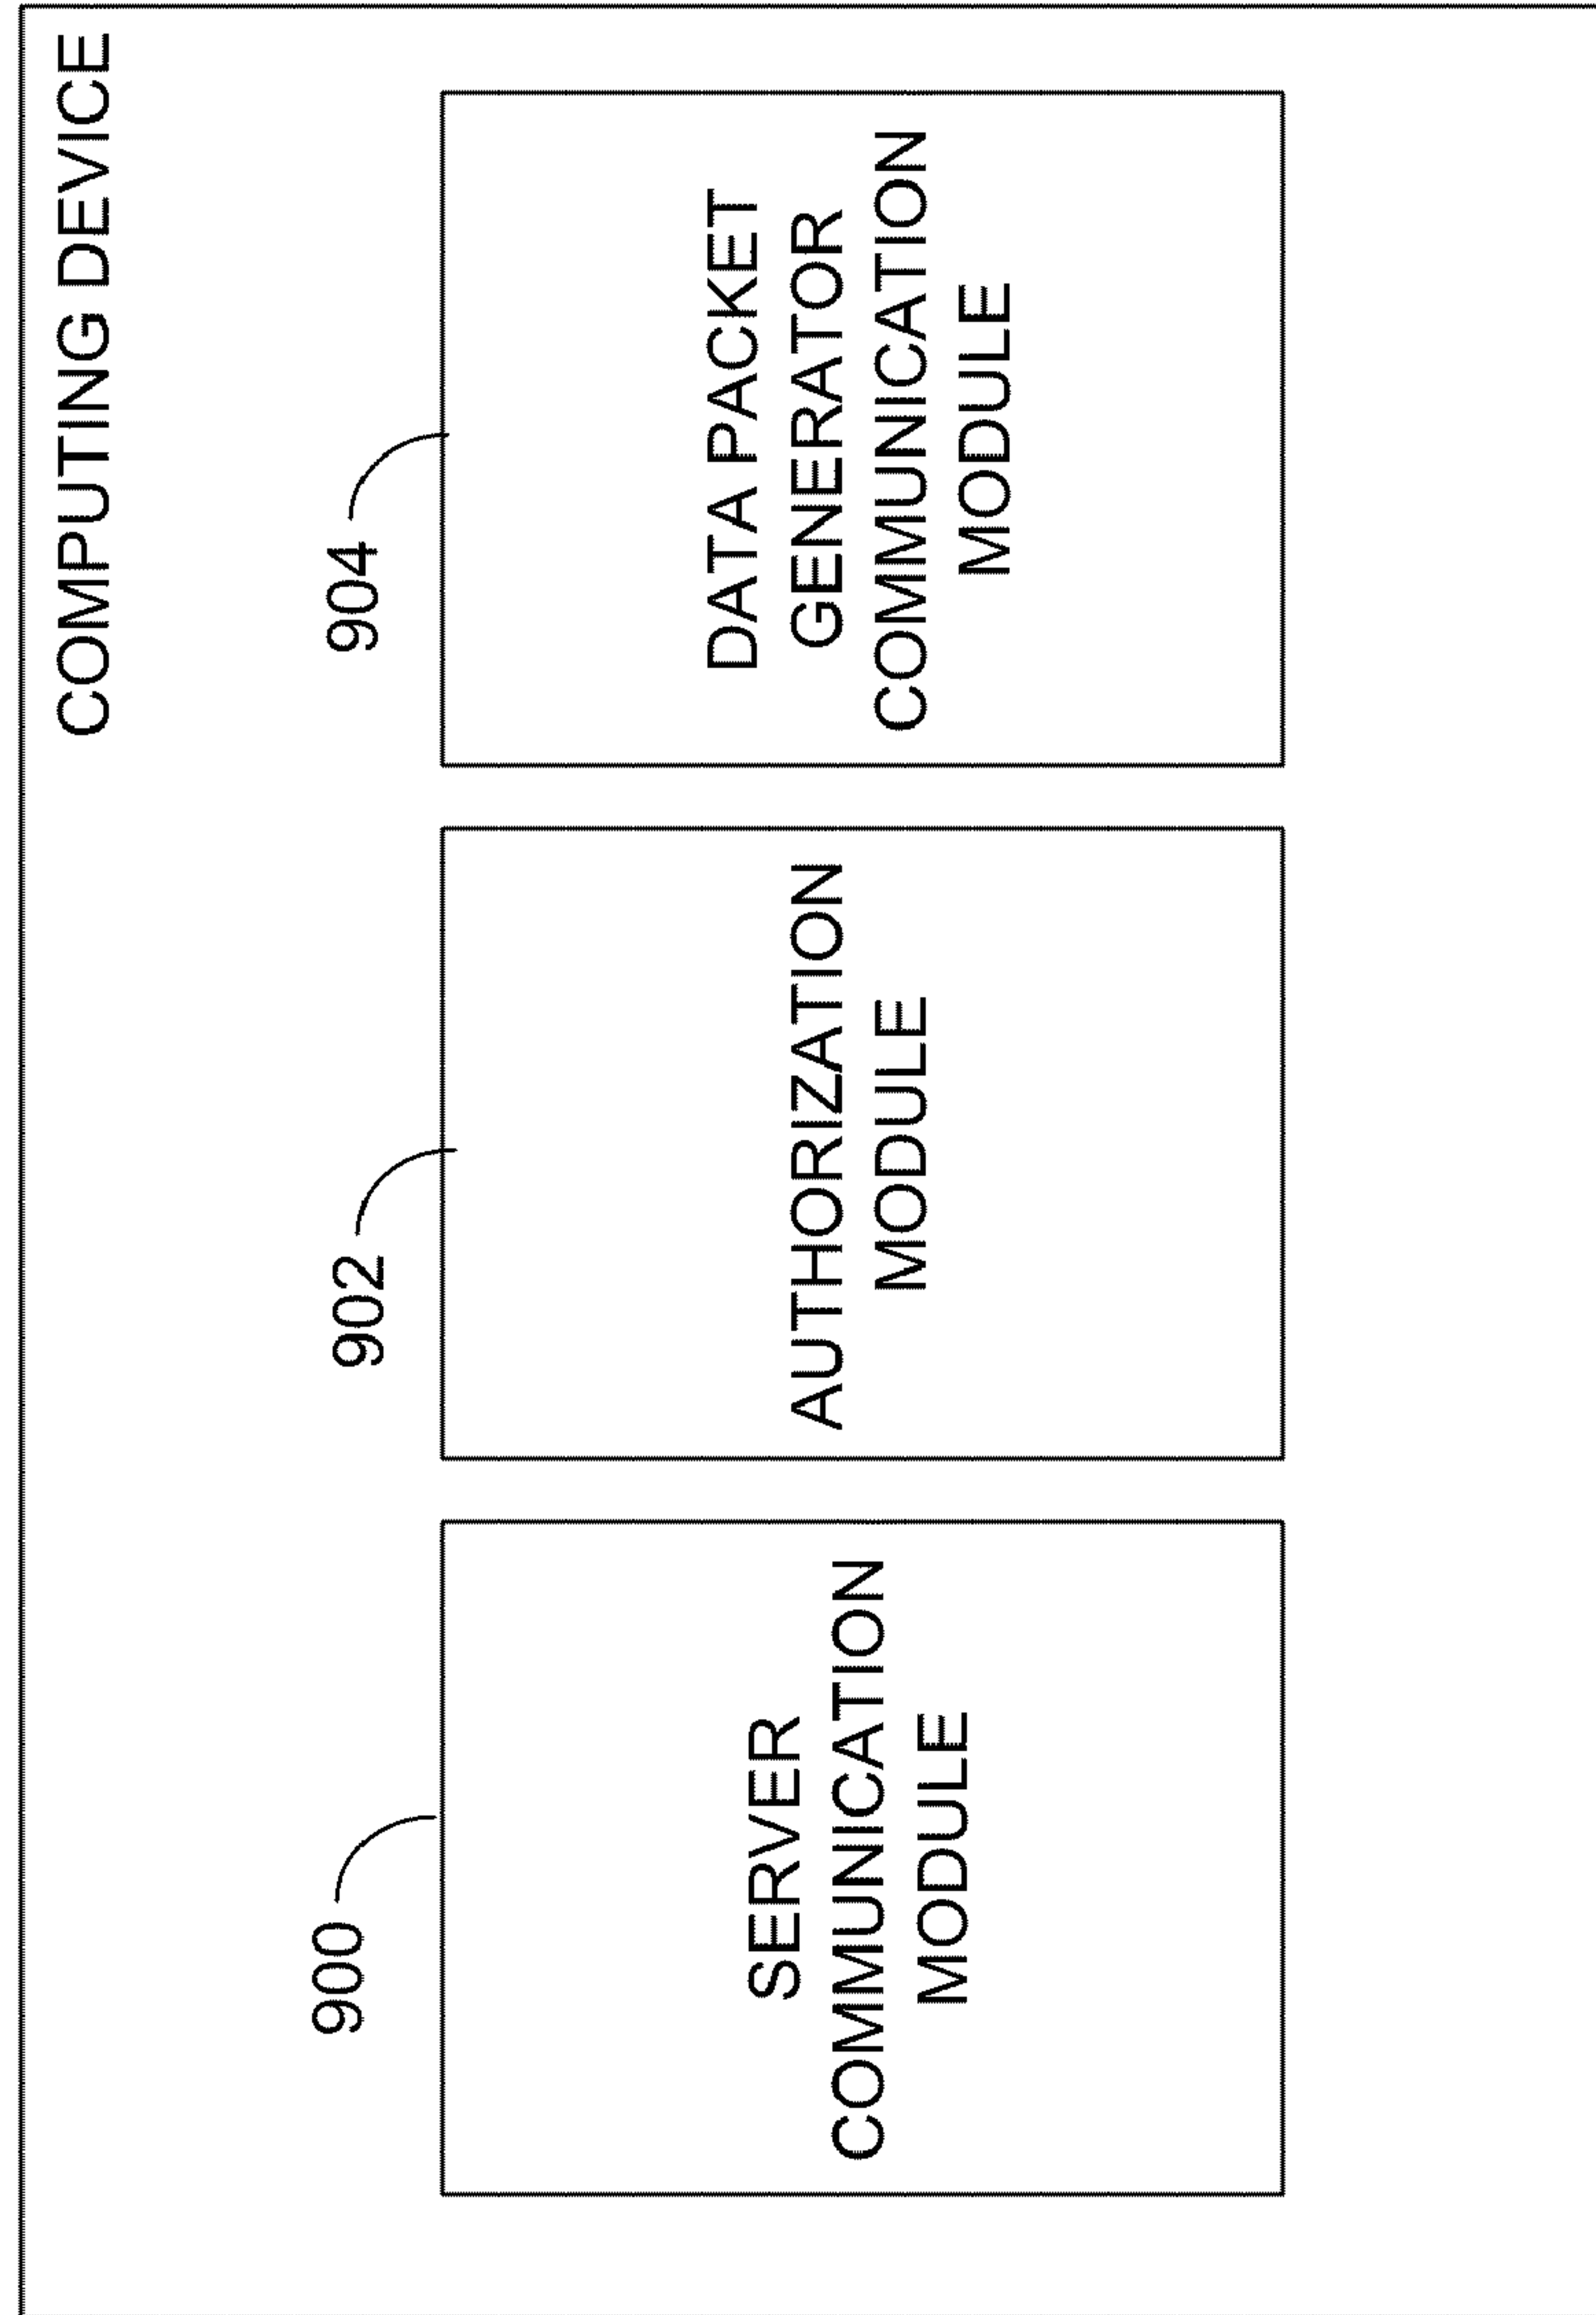 COMPUTING DEVICE
900
SERVER
COMMUNICATION
MODULE
902
AUTHORIZATION
MODULE
904
DATA PACKET
GENERATOR
COMMUNICATION
MODULE